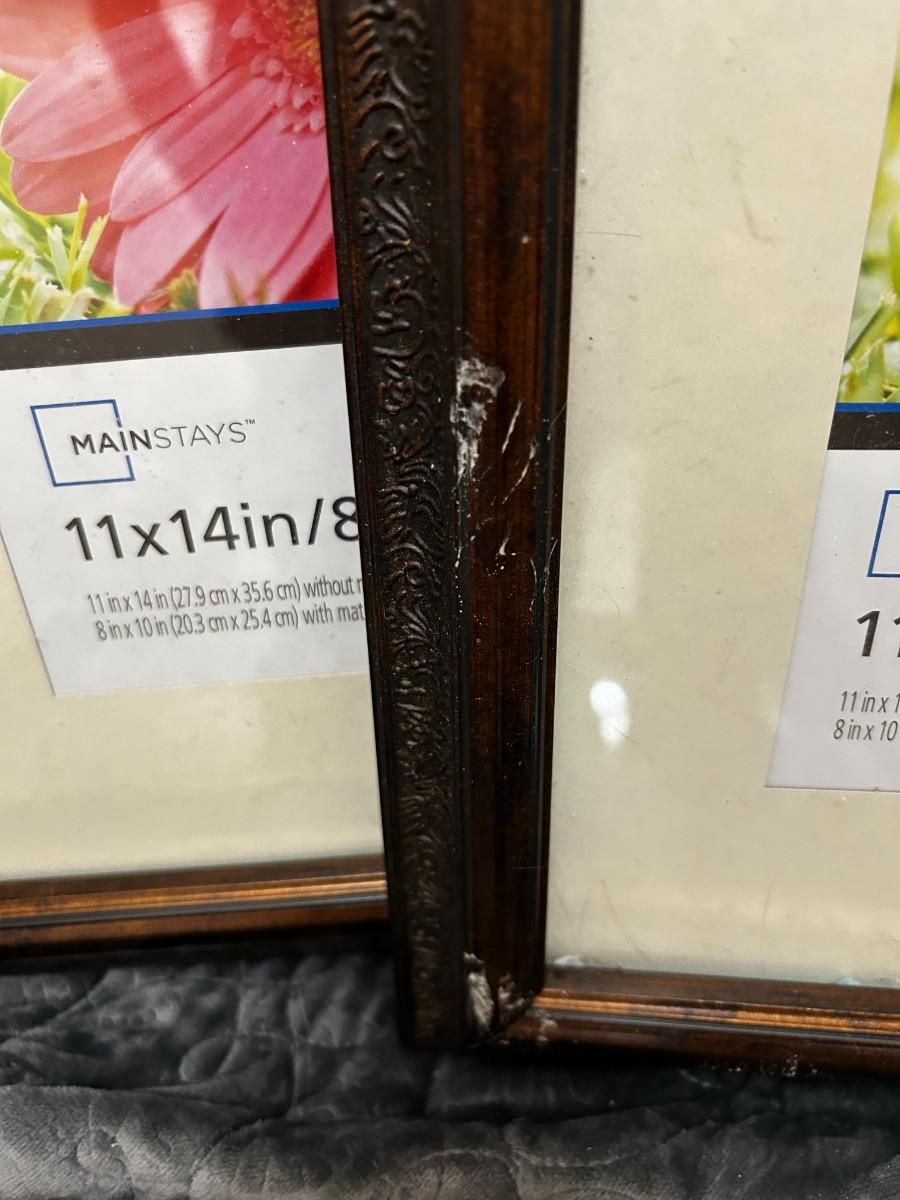 MAINSTAYS™
11x14in/8
11 in x 14 in (27.9 cm x 35.6 cm) without
8 in x 10 in (20.3 cm x 25.4 cm) with mat
11
11 in x 1
8 in x 10